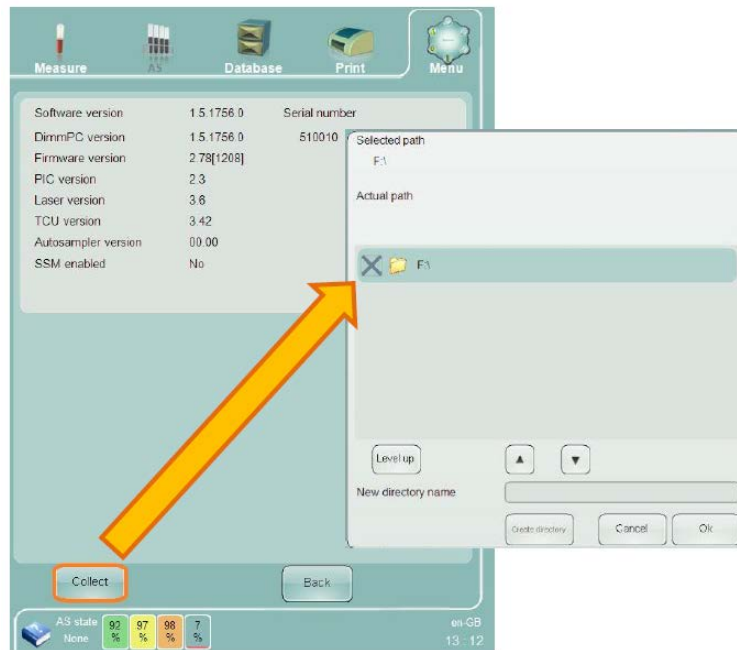 Measure AS Database Print Menu
Software version 1.5.1756.0 Serial number
DimmPC version 1.5.1756.0 510010
Firmware version 2.78[1208]
PIC version 2.3
Laser version 3.6
TCU version 3.42
Autosampler version 00.00
SSM enabled No
Selected path
F:\
Actual path
F:\
Level up ▲ ▼
New directory name
Create directory Cancel Ok
Collect Back
AS state 92 97 98 7 en-GB
None % % % % 13:12